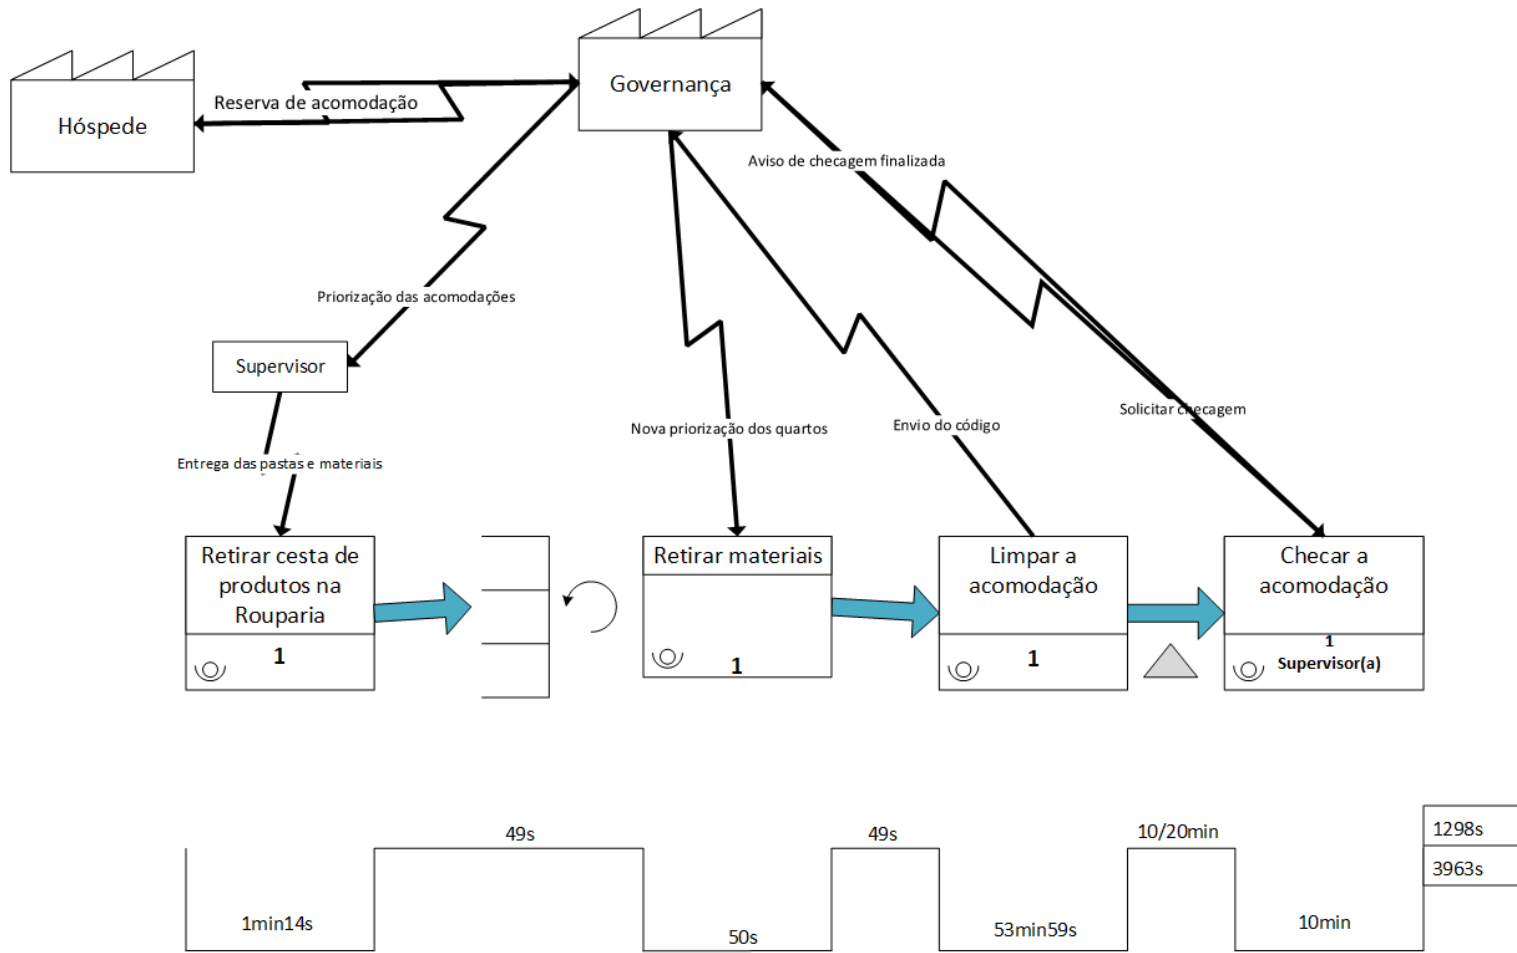 Governança
Hóspede
Reserva de acomodação
Aviso de checagem finalizada
Priorização das acomodações
Supervisor
Solicitar checagem
Nova priorização dos quartos
Envio do código
Entrega das pastas e materiais
Retirar cesta de
produtos na
Rouparia
1
Retirar materiais
1
Limpar a
acomodação
1
Checar a
acomodação
1
Supervisor(a)
49s
49s
10/20min
1298s
3963s
1min14s
50s
53min59s
10min